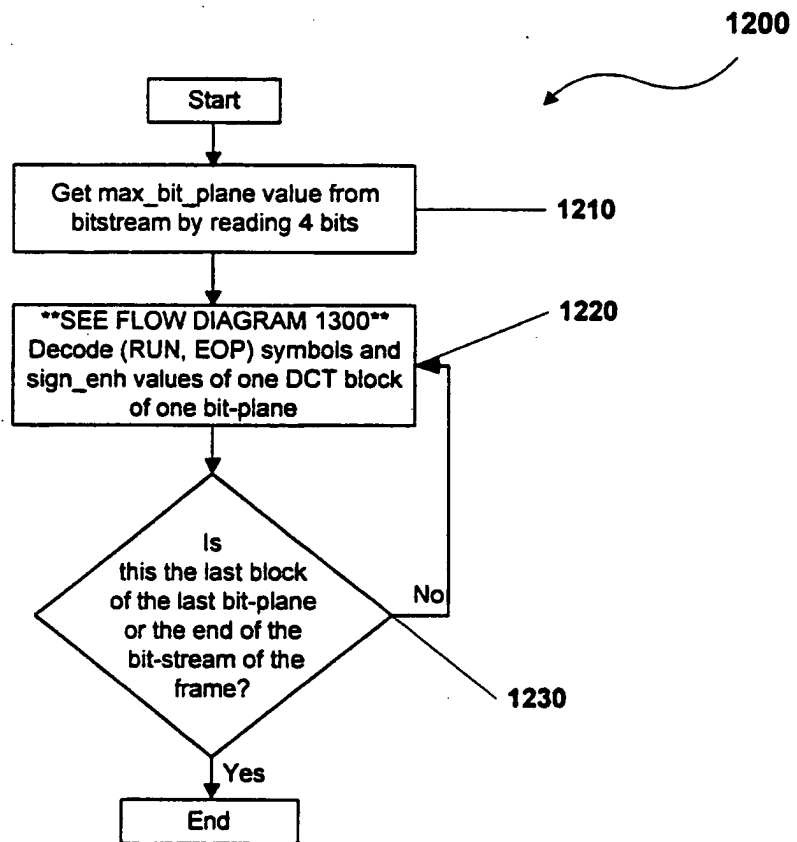 1200
Start
Get max_bit_plane value from
bitstream by reading 4 bits
1210
**SEE FLOW DIAGRAM 1300**
Decode (RUN, EOP) symbols and
sign_enh values of one DCT block
of one bit-plane
1220
Is
this the last block
of the last bit-plane
or the end of the
bit-stream of the
frame?
No
1230
Yes
End